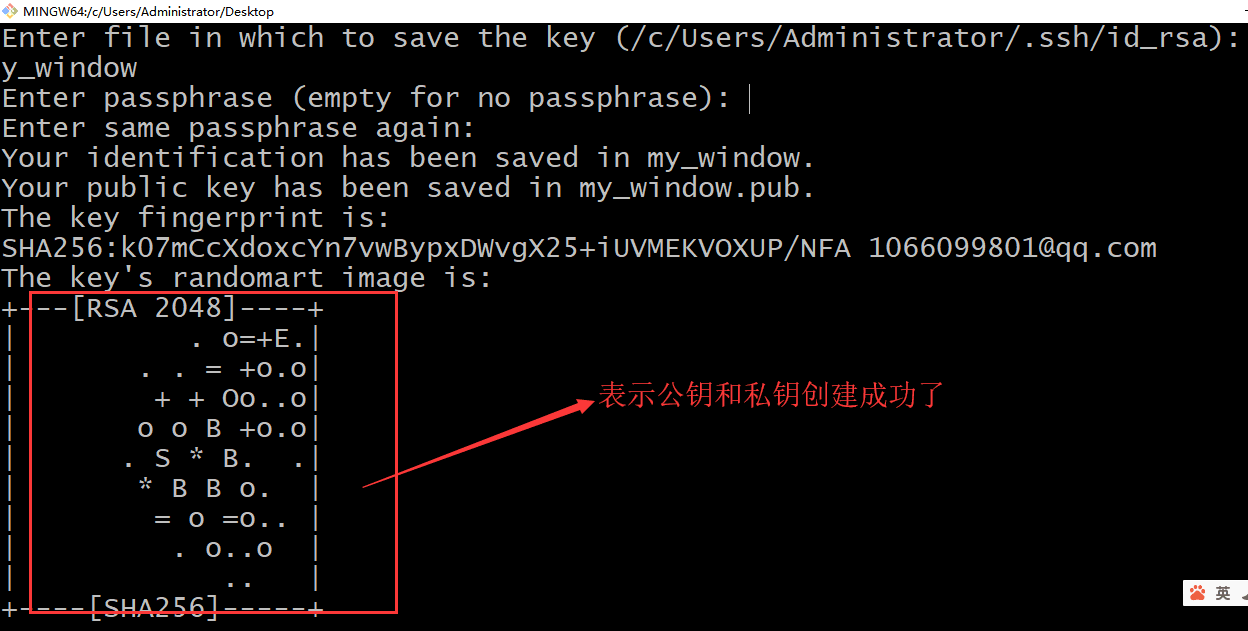 MINGW64:/c/Users/Administrator/Desktop
Enter file in which to save the key (/c/Users/Administrator/.ssh/id_rsa):
y_window
Enter passphrase (empty for no passphrase):
Enter same passphrase again:
Your identification has been saved in my_window.
Your public key has been saved in my_window.pub.
The key fingerprint is:
SHA256:k07mCcXdoxcYn7vwBypxDWvgX25+iUVMEKVOXUP/NFA 1066099801@qq.com
The key's randomart image is:
+---[RSA 2048]----+
|           . o=+E.|
|       . . = +o.o|
|        + + Oo..o|
|       o o B +o.o|
|      . S * B.  .|
|       * B B o.  |
|        = o =o.. |
|         . o..o  |
|            ..   |
+----[SHA256]-----+
表示公钥和私钥创建成功了
英